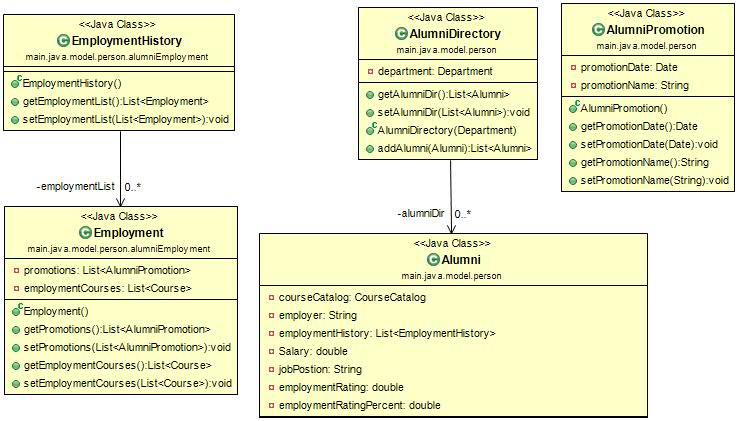 <<Java Class>>
EmploymentHistory
main.java.model.person.alumniEmployment
EmploymentHistory()
getEmploymentList():List<Employment>
setEmploymentList(List<Employment>):void
-employmentList 0..*
<<Java Class>>
Employment
main.java.model.person.alumniEmployment
promotions: List<AlumniPromotion>
employmentCourses: List<Course>
Employment()
getPromotions():List<AlumniPromotion>
setPromotions(List<AlumniPromotion>):void
getEmploymentCourses():List<Course>
setEmploymentCourses(List<Course>):void
<<Java Class>>
AlumniDirectory
main.java.model.person
department: Department
getAlumniDir():List<Alumni>
setAlumniDir(List<Alumni>):void
AlumniDirectory(Department)
addAlumni(Alumni):List<Alumni>
-alumniDir 0..*
<<Java Class>>
Alumni
main.java.model.person
courseCatalog: CourseCatalog
employer: String
employmentHistory: List<EmploymentHistory>
Salary: double
jobPostion: String
employmentRating: double
employmentRatingPercent: double
<<Java Class>>
AlumniPromotion
main.java.model.person
promotionDate: Date
promotionName: String
AlumniPromotion()
getPromotionDate():Date
setPromotionDate(Date):void
getPromotionName():String
setPromotionName(String):void